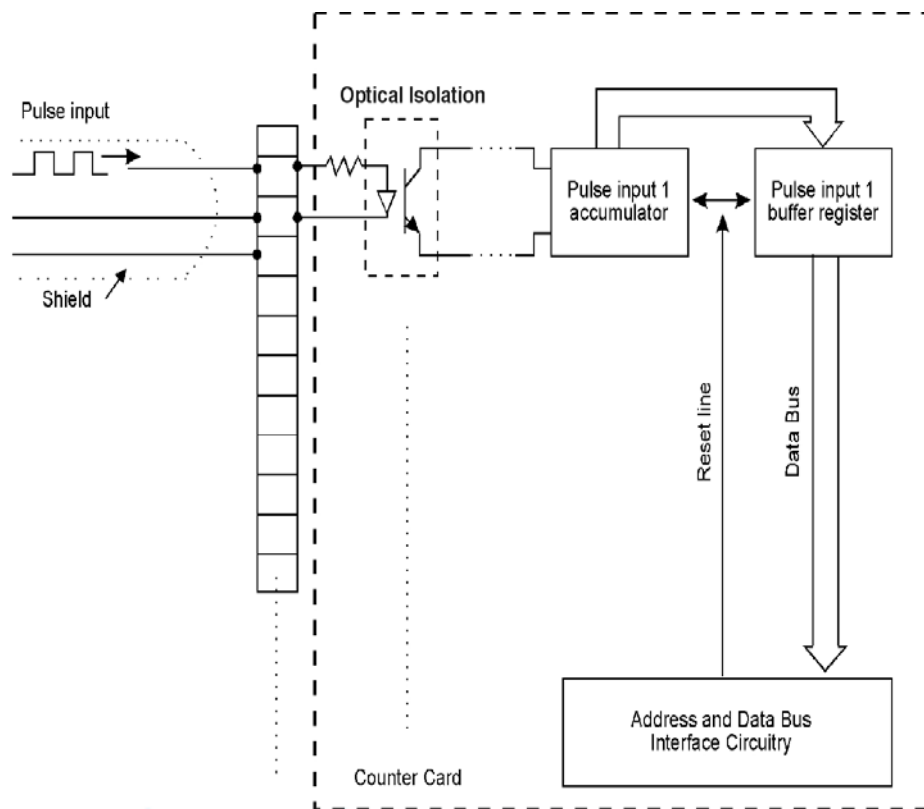 Pulse input
Shield
Optical Isolation
Pulse input 1
accumulator
Pulse input 1
buffer register
Reset line
Data Bus
Address and Data Bus
Interface Circuitry
Counter Card